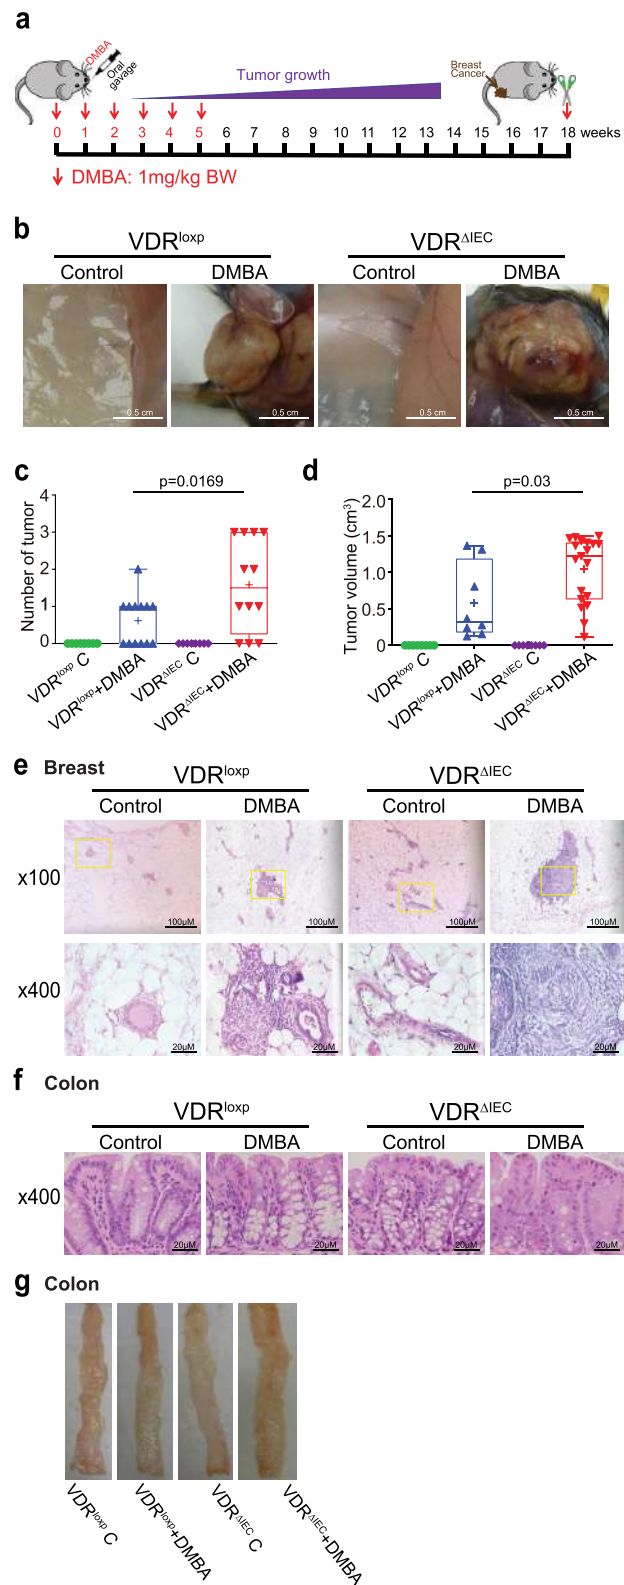 a
DMBA
Oral
gavage
Tumor growth
Breast
Cancer
0 1 2 3 4 5 6 7 8 9 10 11 12 13 14 15 16 17 18 weeks
DMBA: 1mg/kg BW
b
VDRloxp VDRΔIEC
Control DMBA Control DMBA
0.5 cm 0.5 cm 0.5 cm 0.5 cm
c
p=0.0169
Number of tumor
4
3
2
1
0
VDRloxp C
VDRloxp+DMBA
VDRΔIEC C
VDRΔIEC+DMBA
d
p=0.03
Tumor volume (cm3)
2.0
1.5
1.0
0.5
0
VDRloxp C
VDRloxp+DMBA
VDRΔIEC C
VDRΔIEC+DMBA
e Breast
VDRloxp VDRΔIEC
Control DMBA Control DMBA
x100
100μM 100μM 100μM 100μM
x400
20μM 20μM 20μM 20μM
f Colon
VDRloxp VDRΔIEC
Control DMBA Control DMBA
x400
20μM 20μM 20μM 20μM
g Colon
VDRloxp C
VDRloxp+DMBA
VDRΔIEC C
VDRΔIEC+DMBA